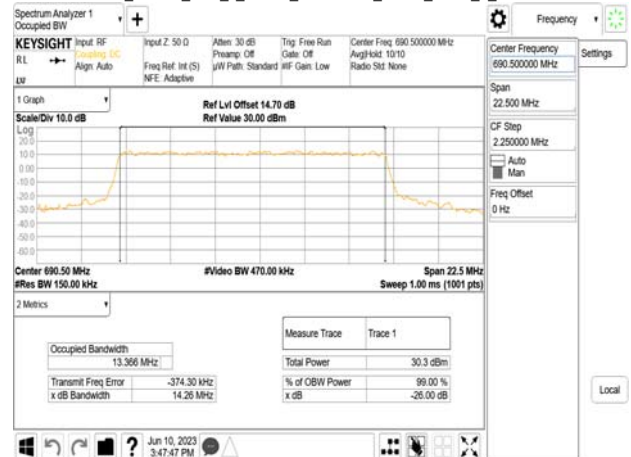 Spectrum Analyzer 1
Occupied BW
Frequency
KEYSIGHT
Input: RF
Input Z: 50 Ω
Atten: 30 dB
Trig: Free Run
Center Freq: 690.500000 MHz
RL
Coupling: DC
Preamp: Off
Gate: Off
Avg|Hold: 10/10
Align: Auto
Freq Ref: Int (S)
µW Path: Standard
#IF Gain: Low
Radio Std: None
LU
NFE: Adaptive
Center Frequency
690.500000 MHz
Settings
Span
22.500 MHz
CF Step
2.250000 MHz
Auto
Man
Freq Offset
0 Hz
Local
1 Graph
Ref Lvl Offset 14.70 dB
Scale/Div 10.0 dB
Ref Value 30.00 dBm
Log
20.0
10.0
0.00
-10.0
-20.0
-30.0
-40.0
-50.0
-60.0
Center 690.50 MHz
#Video BW 470.00 kHz
Span 22.5 MHz
#Res BW 150.00 kHz
Sweep 1.00 ms (1001 pts)
2 Metrics
Measure Trace
Trace 1
Occupied Bandwidth
13.366 MHz
Total Power
30.3 dBm
Transmit Freq Error
-374.30 kHz
% of OBW Power
99.00 %
x dB Bandwidth
14.26 MHz
x dB
-26.00 dB
?
Jun 10, 2023
3:47:47 PM